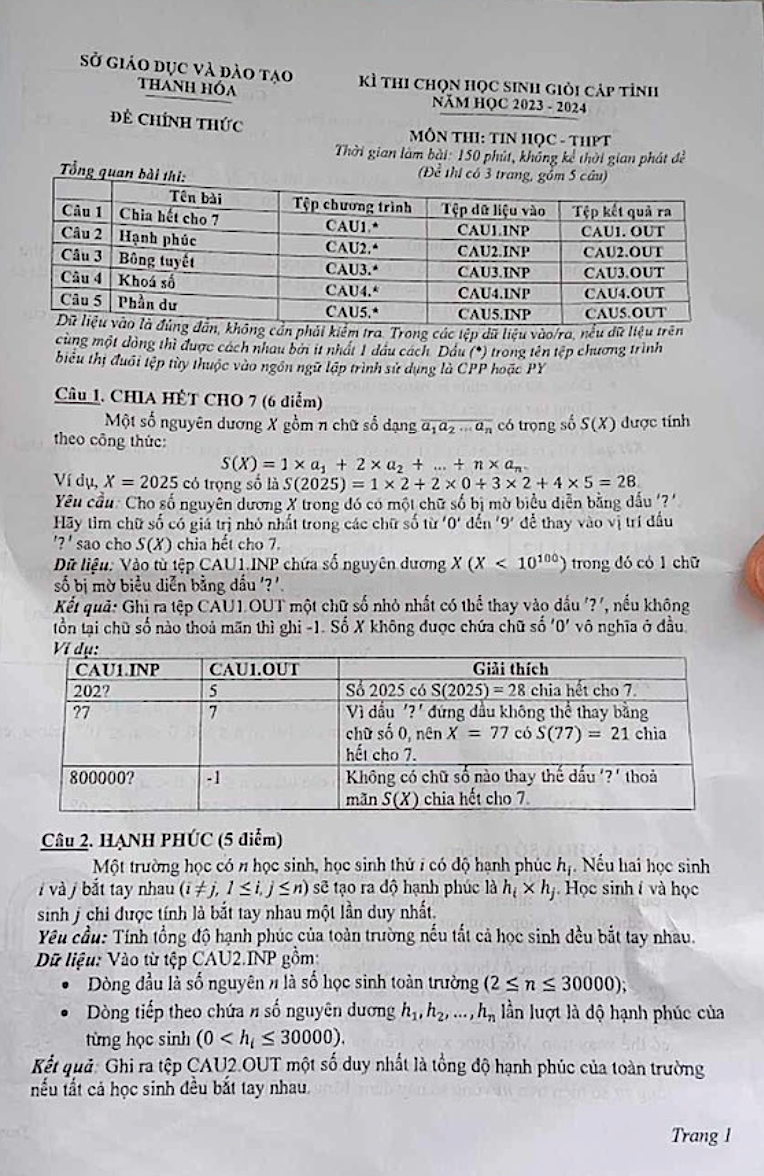 SỞ GIÁO DỤC VÀ ĐÀO TẠO
THANH HÓA
ĐỀ CHÍNH THỨC
KÌ THI CHỌN HỌC SINH GIỎI CẤP TỈNH
NĂM HỌC 2023 - 2024
MÔN THI: TIN HỌC - THPT
Thời gian làm bài: 150 phút, không kể thời gian phát đề
(Đề thi có 3 trang, gồm 5 câu)
Tổng quan bài thi:
Tên bài Tệp chương trình Tệp dữ liệu vào Tệp kết quả ra
Câu 1 Chia hết cho 7 CAU1.* CAU1.INP CAU1. OUT
Câu 2 Hạnh phúc CAU2.* CAU2.INP CAU2.OUT
Câu 3 Bông tuyết CAU3.* CAU3.INP CAU3.OUT
Câu 4 Khoá số CAU4.* CAU4.INP CAU4.OUT
Câu 5 Phần dư CAU5.* CAU5.INP CAU5.OUT
Dữ liệu vào là đúng đắn, không cần phải kiểm tra. Trong các tệp dữ liệu vào/ra, nếu dữ liệu trên
cùng một dòng thì được cách nhau bởi ít nhất 1 dấu cách. Dấu (*) trong tên tệp chương trình
biểu thị đuôi tệp tùy thuộc vào ngôn ngữ lập trình sử dụng là CPP hoặc PY
Câu 1. CHIA HẾT CHO 7 (6 điểm)
Một số nguyên dương X gồm n chữ số dạng a₁a₂ ... aₙ có trọng số S(X) được tính
theo công thức:
S(X) = 1 × a₁ + 2 × a₂ + ... + n × aₙ.
Ví dụ, X = 2025 có trọng số là S(2025) = 1 × 2 + 2 × 0 + 3 × 2 + 4 × 5 = 28.
Yêu cầu: Cho số nguyên dương X trong đó có một chữ số bị mờ biểu diễn bằng dấu '?'.
Hãy tìm chữ số có giá trị nhỏ nhất trong các chữ số từ '0' đến '9' để thay vào vị trí dấu
'?' sao cho S(X) chia hết cho 7.
Dữ liệu: Vào từ tệp CAU1.INP chứa số nguyên dương X (X < 10¹⁰⁰) trong đó có 1 chữ
số bị mờ biểu diễn bằng dấu '?'.
Kết quả: Ghi ra tệp CAU1.OUT một chữ số nhỏ nhất có thể thay vào dấu '?', nếu không
tồn tại chữ số nào thoả mãn thì ghi -1. Số X không được chứa chữ số '0' vô nghĩa ở đầu.
Ví dụ:
CAU1.INP CAU1.OUT Giải thích
202? 5 Số 2025 có S(2025) = 28 chia hết cho 7.
?7 7 Vì dấu '?' đứng đầu không thể thay bằng
chữ số 0, nên X = 77 có S(77) = 21 chia
hết cho 7.
800000? -1 Không có chữ số nào thay thế dấu '?' thoả
mãn S(X) chia hết cho 7.
Câu 2. HẠNH PHÚC (5 điểm)
Một trường học có n học sinh, học sinh thứ i có độ hạnh phúc hᵢ. Nếu hai học sinh
i và j bắt tay nhau (i ≠ j, 1 ≤ i, j ≤ n) sẽ tạo ra độ hạnh phúc là hᵢ × hⱼ. Học sinh i và học
sinh j chỉ được tính là bắt tay nhau một lần duy nhất.
Yêu cầu: Tính tổng độ hạnh phúc của toàn trường nếu tất cả học sinh đều bắt tay nhau.
Dữ liệu: Vào từ tệp CAU2.INP gồm:
• Dòng đầu là số nguyên n là số học sinh toàn trường (2 ≤ n ≤ 30000);
• Dòng tiếp theo chứa n số nguyên dương h₁, h₂, ..., hₙ lần lượt là độ hạnh phúc của
từng học sinh (0 < hᵢ ≤ 30000).
Kết quả: Ghi ra tệp CAU2.OUT một số duy nhất là tổng độ hạnh phúc của toàn trường
nếu tất cả học sinh đều bắt tay nhau.
Trang 1